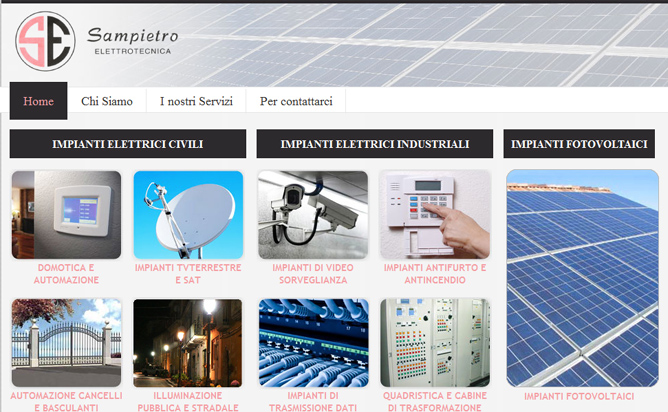 SE
Sampietro
ELETTROTECNICA
Home
Chi Siamo
I nostri Servizi
Per contattarci
IMPIANTI ELETTRICI CIVILI
IMPIANTI ELETTRICI INDUSTRIALI
IMPIANTI FOTOVOLTAICI
DOMOTICA E
AUTOMAZIONE
IMPIANTI TVTERRESTRE
E SAT
IMPIANTI DI VIDEO
SORVEGLIANZA
IMPIANTI ANTIFURTO E
ANTINCENDIO
AUTOMAZIONE CANCELLI
E BASCULANTI
ILLUMINAZIONE
PUBBLICA E STRADALE
IMPIANTI DI
TRASMISSIONE DATI
QUADRISTICA E CABINE
DI TRASFORMAZIONE
IMPIANTI FOTOVOLTAICI